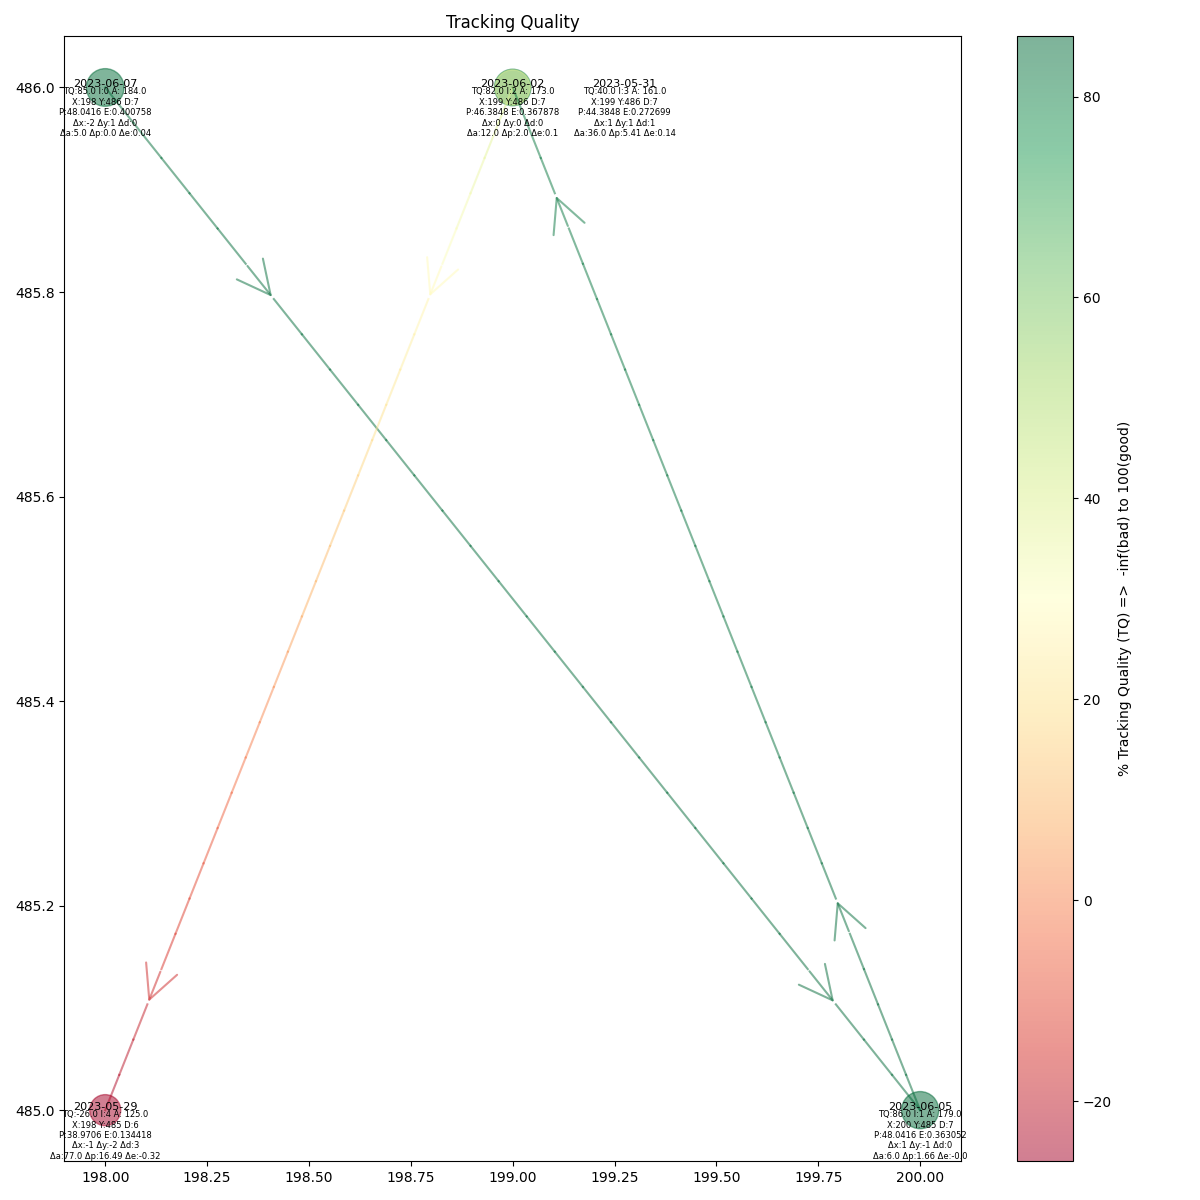 Tracking Quality
486.0
485.8
485.6
485.4
485.2
485.0
2023-06-07
TQ:85.0 I:0 A: 184.0
X:198 Y:486 D:7
P:48.0416 E:0.400758
Δx:-2 Δy:1 Δd:0
Δa:5.0 Δp:0.0 Δe:0.04
2023-06-02
TQ:82.0 I:2 A: 173.0
X:199 Y:486 D:7
P:46.3848 E:0.367878
Δx:0 Δy:0 Δd:0
Δa:12.0 Δp:2.0 Δe:0.1
2023-05-31
TQ:40.0 I:3 A: 161.0
X:199 Y:486 D:7
P:44.3848 E:0.272699
Δx:1 Δy:1 Δd:1
Δa:36.0 Δp:5.41 Δe:0.14
2023-05-29
TQ:-26.0 I:4 A: 125.0
X:198 Y:485 D:6
P:38.9706 E:0.134418
Δx:-1 Δy:-2 Δd:3
Δa:77.0 Δp:16.49 Δe:-0.32
2023-06-05
TQ:86.0 I:1 A: 179.0
X:200 Y:485 D:7
P:48.0416 E:0.363052
Δx:1 Δy:-1 Δd:0
Δa:6.0 Δp:1.66 Δe:-0.0
198.00 198.25 198.50 198.75 199.00 199.25 199.50 199.75 200.00
80
60
40
20
0
−20
% Tracking Quality (TQ) => -inf(bad) to 100(good)